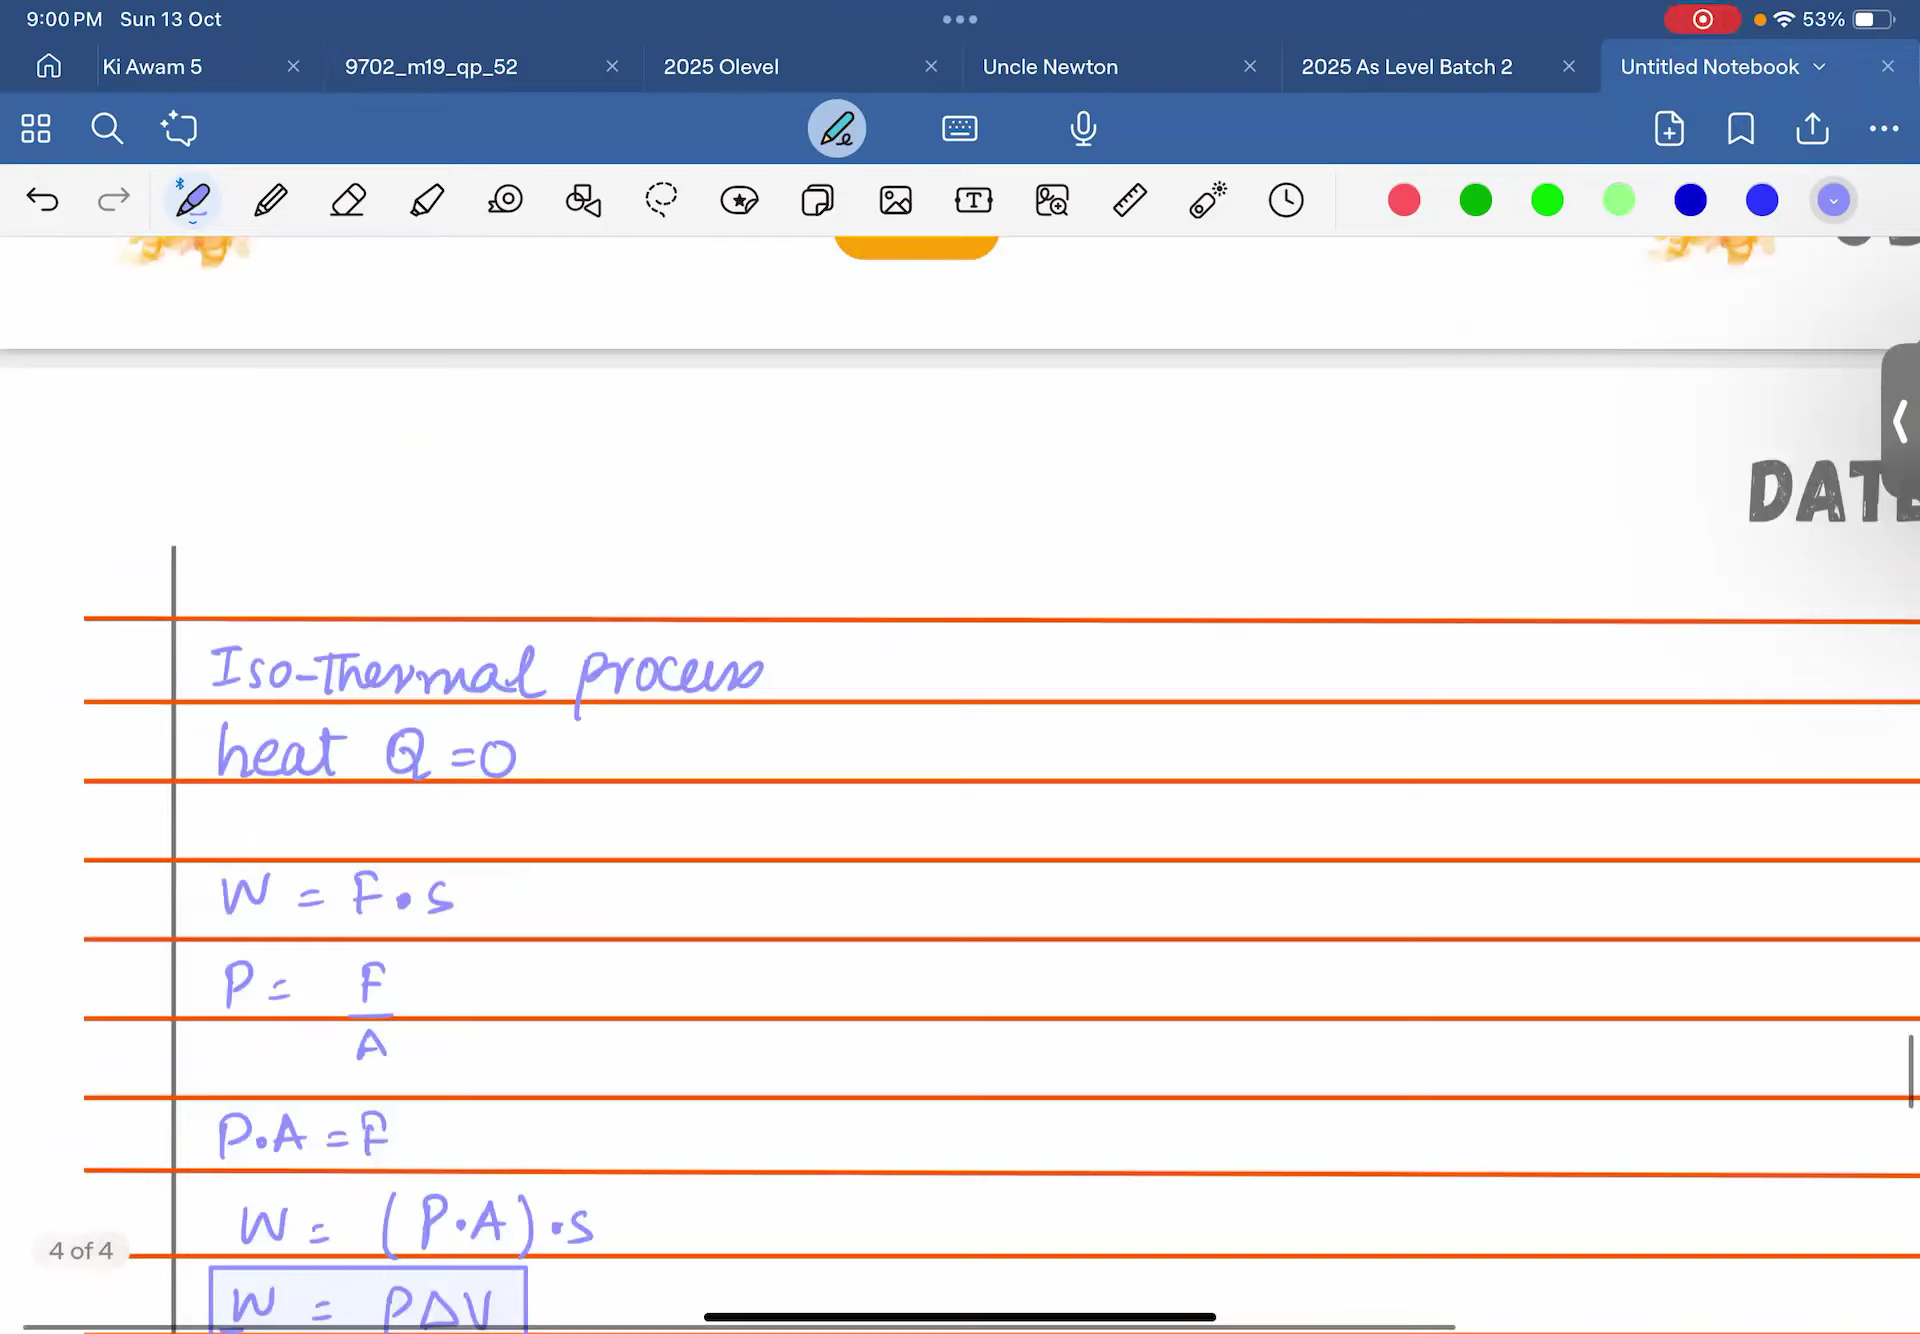 9:00 PM Sun 13 Oct
53%
Ki Awam 5
9702_m19_qp_52
2025 Olevel
Uncle Newton
2025 As Level Batch 2
Untitled Notebook
DATE
Iso-Thermal process
heat Q = 0
W = F • s
P = F
A
P • A = F
W = (P • A) • s
4 of 4
W = PΔV